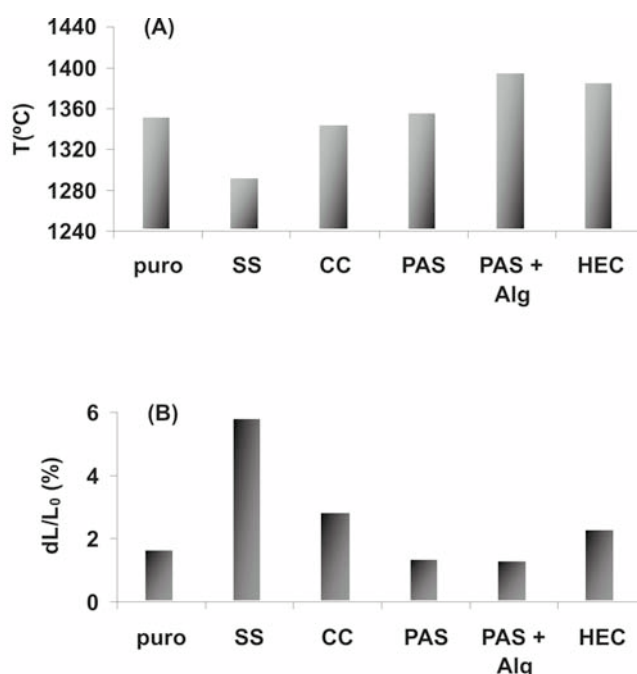 (A)
T(ºC)
1440
1400
1360
1320
1280
1240
puro SS CC PAS PAS + Alg HEC
(B)
dL/L₀ (%)
6
4
2
0
puro SS CC PAS PAS + Alg HEC